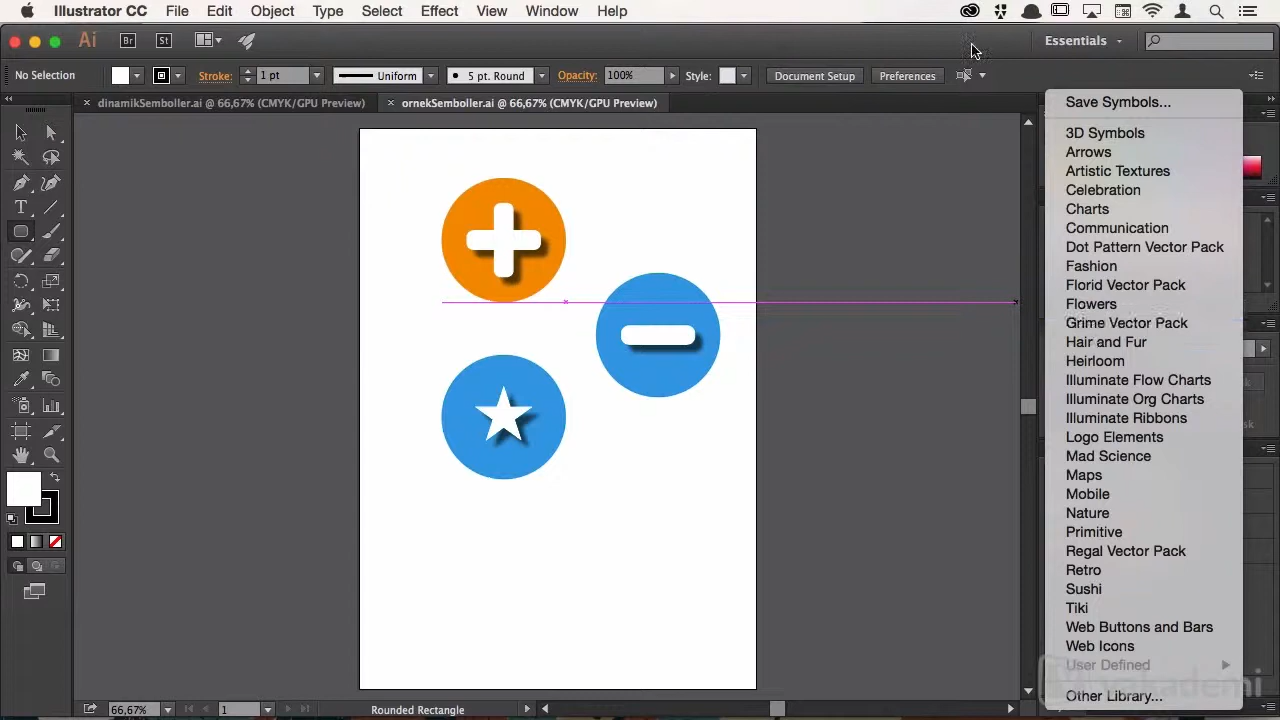 Illustrator CC File Edit Object Type Select Effect View Window Help
Ai Br St Essentials
No Selection Stroke: 1 pt Uniform 5 pt. Round Opacity: 100% Style: Document Setup Preferences
× dinamikSemboller.ai @ 66,67% (CMYK/GPU Preview) × ornekSemboller.ai @ 66,67% (CMYK/GPU Preview)
Save Symbols...
3D Symbols
Arrows
Artistic Textures
Celebration
Charts
Communication
Dot Pattern Vector Pack
Fashion
Florid Vector Pack
Flowers
Grime Vector Pack
Hair and Fur
Heirloom
Illuminate Flow Charts
Illuminate Org Charts
Illuminate Ribbons
Logo Elements
Mad Science
Maps
Mobile
Nature
Primitive
Regal Vector Pack
Retro
Sushi
Tiki
Web Buttons and Bars
Web Icons
User Defined
Other Library...
66,67% 1 Rounded Rectangle